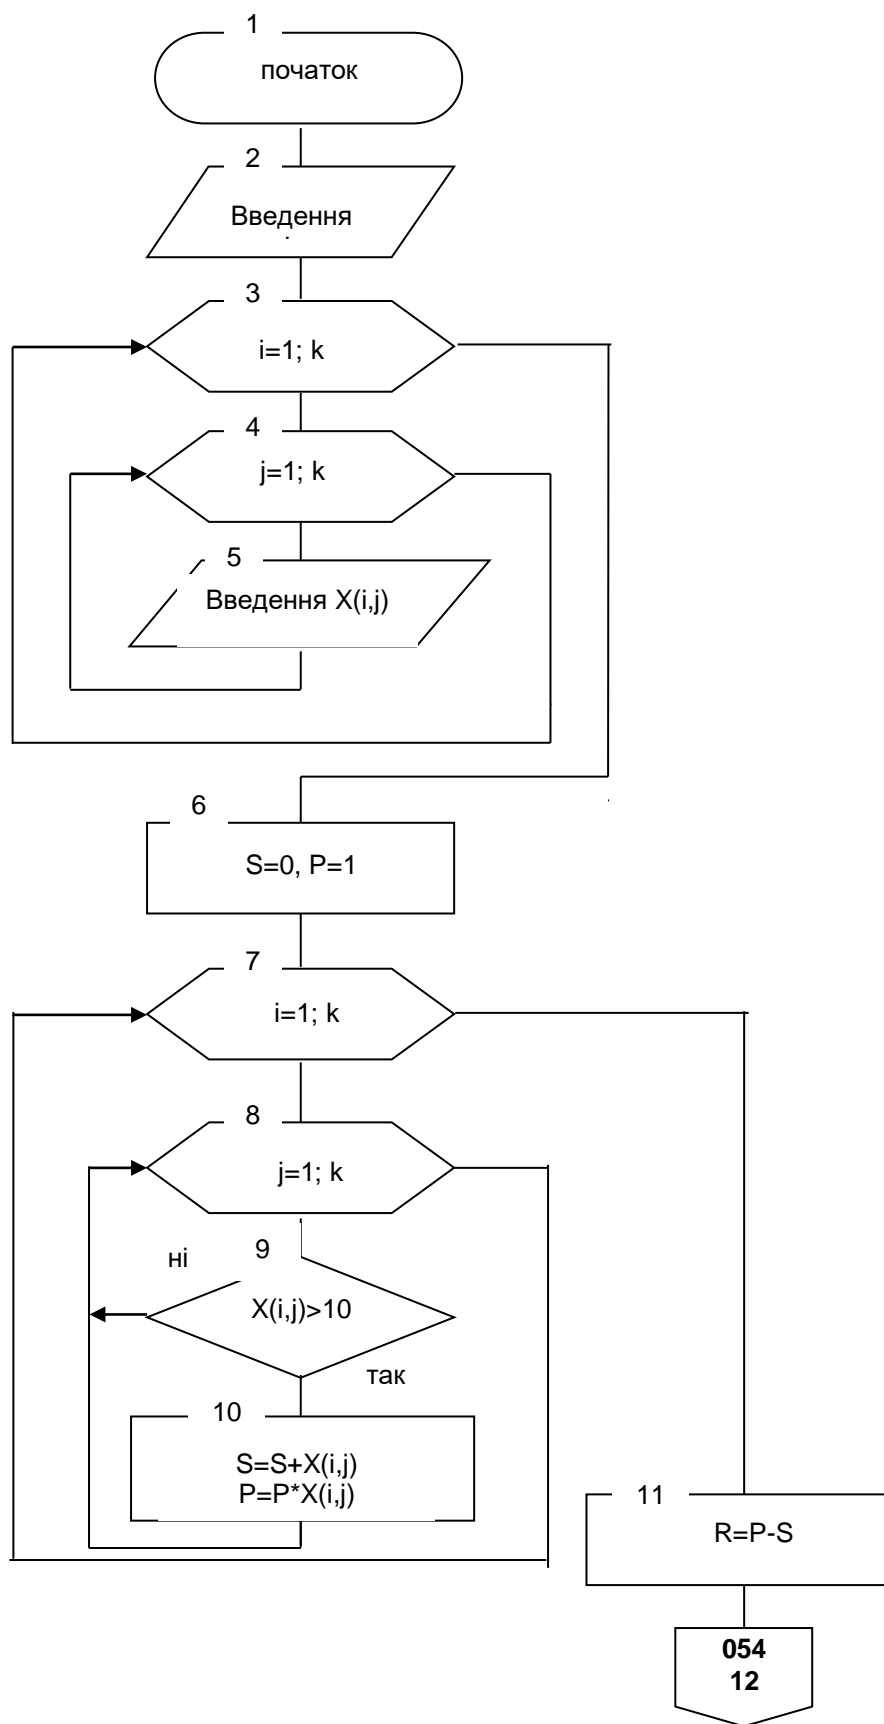 1
початок
2
Введення
3
i=1; k
4
j=1; k
5
Введення X(i,j)
6
S=0, P=1
7
i=1; k
8
j=1; k
9
ні
X(i,j)>10
так
10
S=S+X(i,j)
P=P*X(i,j)
11
R=P-S
054
12